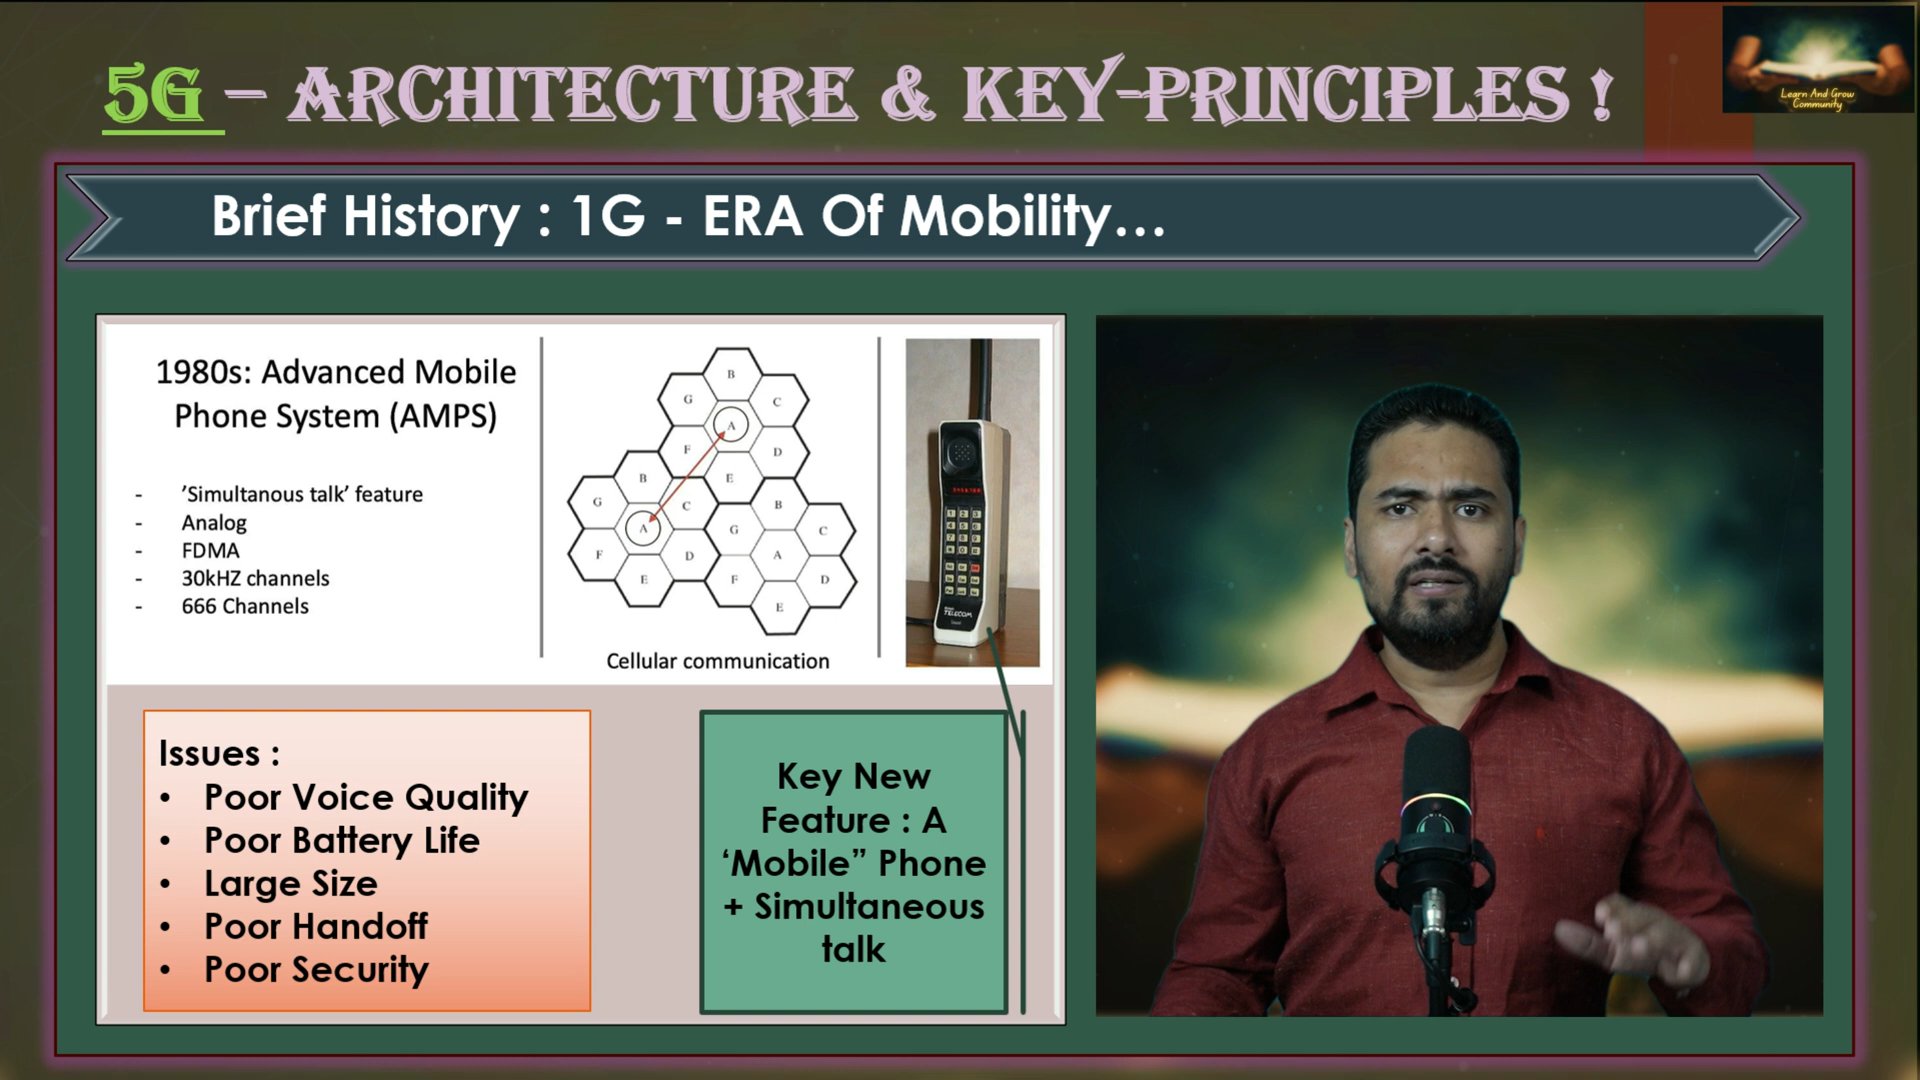 5G – ARCHITECTURE & KEY-PRINCIPLES !
Learn And Grow
Community
Brief History : 1G - ERA Of Mobility...
1980s: Advanced Mobile
Phone System (AMPS)
- 'Simultanous talk' feature
- Analog
- FDMA
- 30kHZ channels
- 666 Channels
B
G
C
A
F
D
B
E
G
C
B
A
G
C
F
D
A
E
F
D
E
Cellular communication
TELECOM
Issues :
• Poor Voice Quality
• Poor Battery Life
• Large Size
• Poor Handoff
• Poor Security
Key New
Feature : A
‘Mobile” Phone
+ Simultaneous
talk